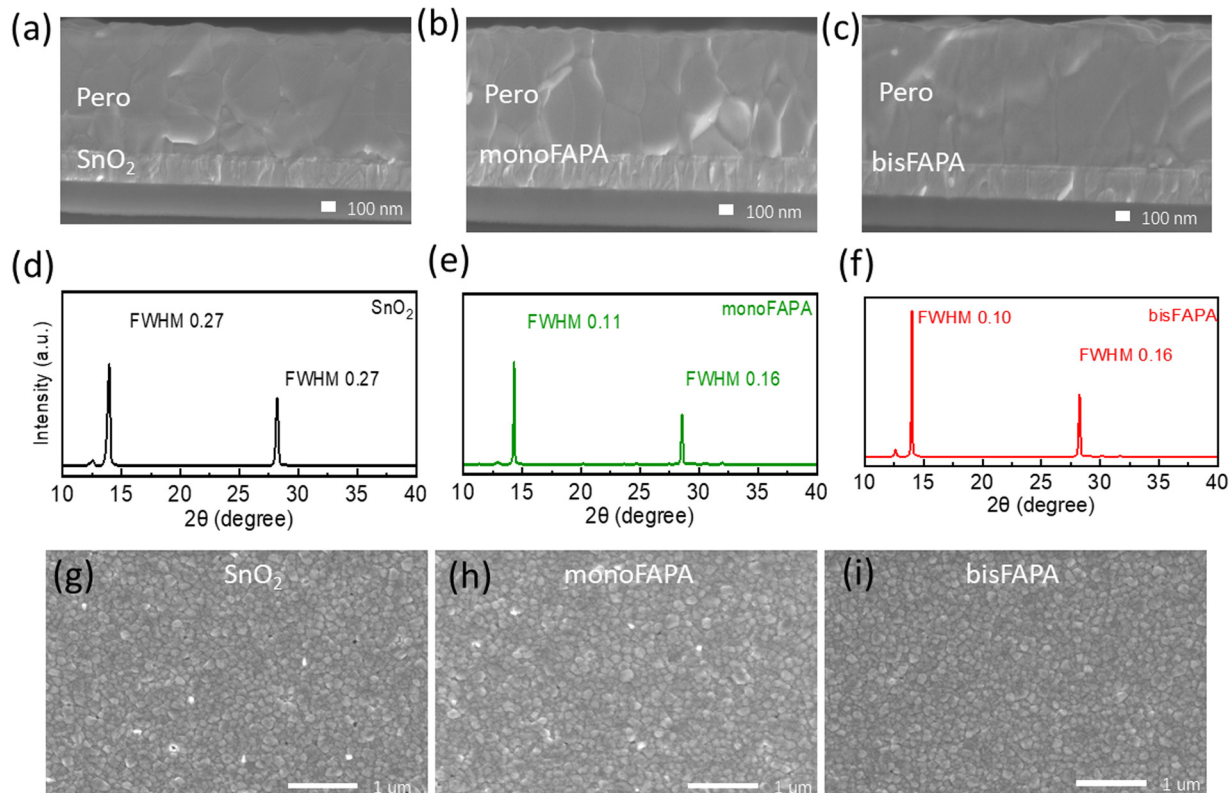 (a)
Pero
SnO₂
100 nm
(b)
Pero
monoFAPA
100 nm
(c)
Pero
bisFAPA
100 nm
(d)
SnO₂
FWHM 0.27
FWHM 0.27
Intensity (a.u.)
10 15 20 25 30 35 40
2θ (degree)
(e)
monoFAPA
FWHM 0.11
FWHM 0.16
10 15 20 25 30 35 40
2θ (degree)
(f)
bisFAPA
FWHM 0.10
FWHM 0.16
10 15 20 25 30 35 40
2θ (degree)
(g)
SnO₂
1 um
(h)
monoFAPA
1 um
(i)
bisFAPA
1 um